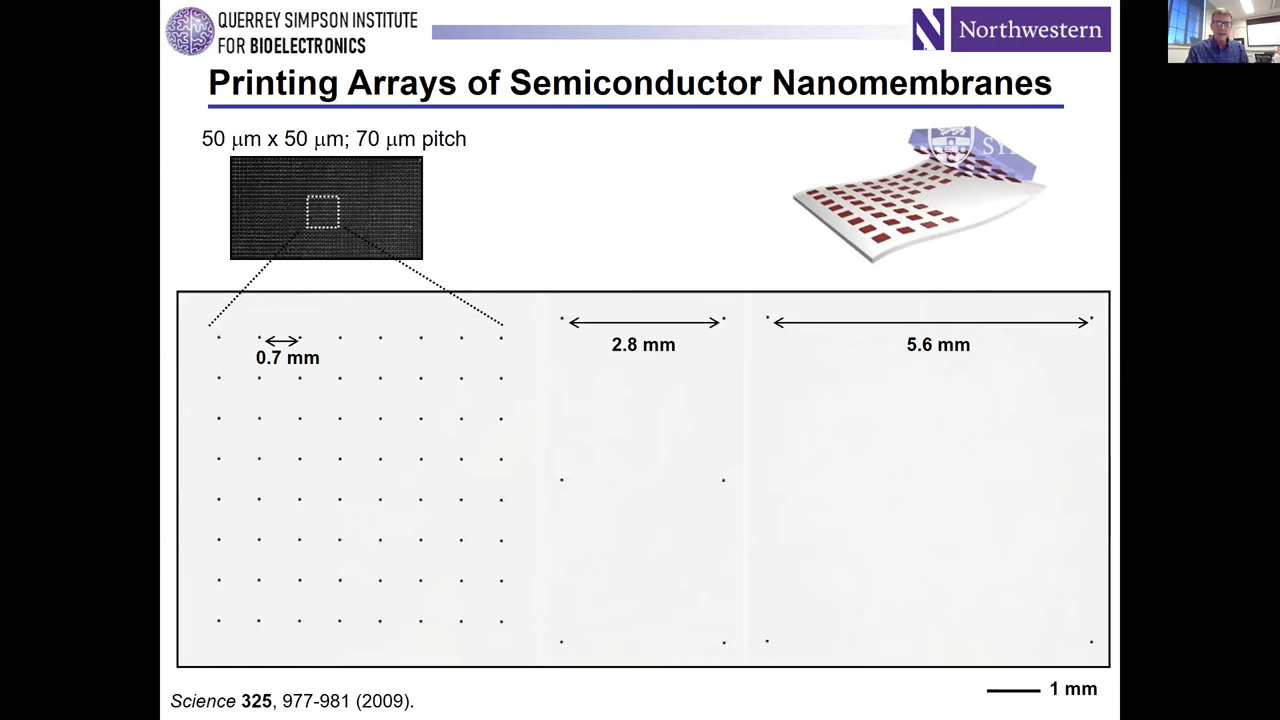 QUERREY SIMPSON INSTITUTE
FOR BIOELECTRONICS
N
Northwestern
Printing Arrays of Semiconductor Nanomembranes
50 μm x 50 μm; 70 μm pitch
0.7 mm
2.8 mm
5.6 mm
Science 325, 977-981 (2009).
1 mm